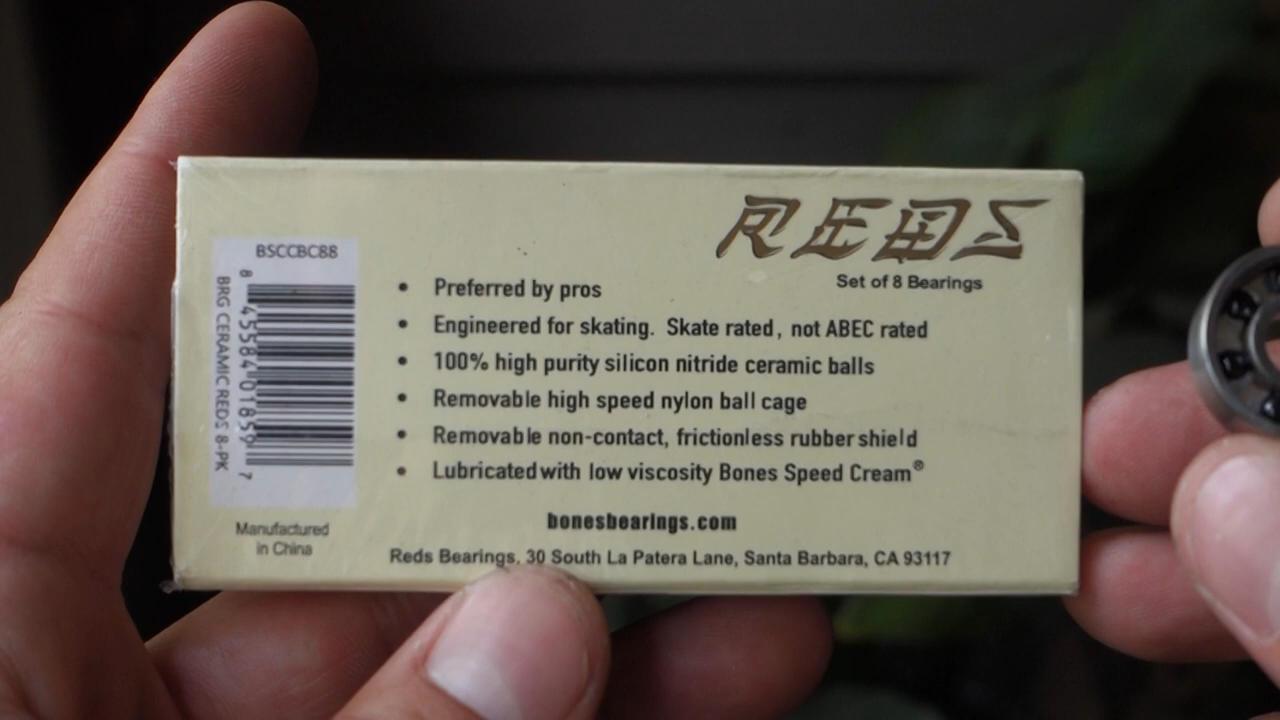 REDS
Set of 8 Bearings
BSCCBC88
8 45584 01859 7
BRG CERAMIC REDS 8-PK
Manufactured
in China
• Preferred by pros
• Engineered for skating. Skate rated, not ABEC rated
• 100% high purity silicon nitride ceramic balls
• Removable high speed nylon ball cage
• Removable non-contact, frictionless rubber shield
• Lubricated with low viscosity Bones Speed Cream®
bonesbearings.com
Reds Bearings, 30 South La Patera Lane, Santa Barbara, CA 93117